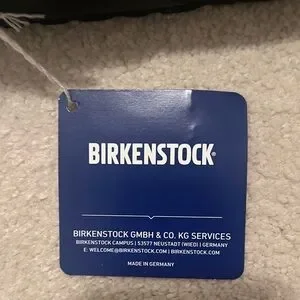 BIRKENSTOCK®
BIRKENSTOCK GMBH & CO. KG SERVICES
BIRKENSTOCK CAMPUS | 53577 NEUSTADT (WIED) | GERMANY
E: WELCOME@BIRKENSTOCK.COM | BIRKENSTOCK.COM
MADE IN GERMANY